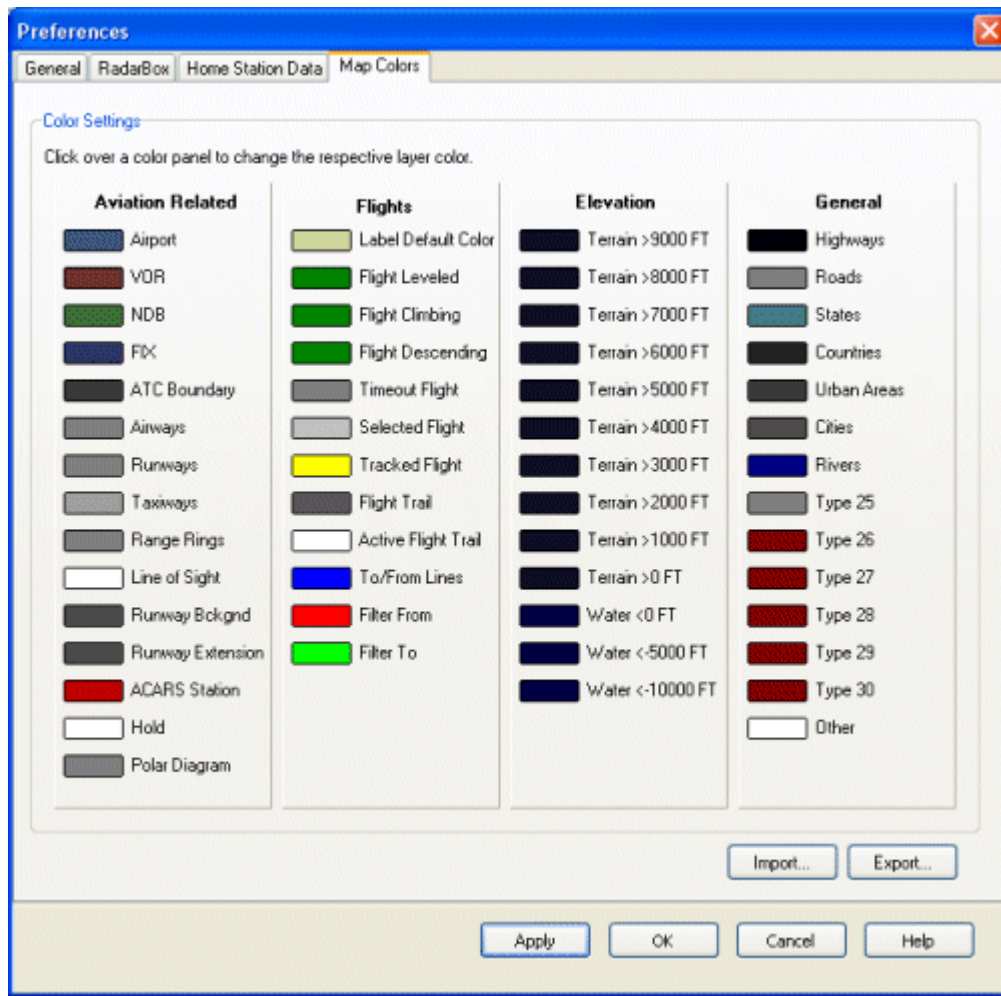 Preferences
General RadarBox Home Station Data Map Colors
Color Settings
Click over a color panel to change the respective layer color.
Aviation Related
Airport
VOR
NDB
FIX
ATC Boundary
Airways
Runways
Taxiways
Range Rings
Line of Sight
Runway Bckgnd
Runway Extension
ACARS Station
Hold
Polar Diagram
Flights
Label Default Color
Flight Leveled
Flight Climbing
Flight Descending
Timeout Flight
Selected Flight
Tracked Flight
Flight Trail
Active Flight Trail
To/From Lines
Filter From
Filter To
Elevation
Terrain >9000 FT
Terrain >8000 FT
Terrain >7000 FT
Terrain >6000 FT
Terrain >5000 FT
Terrain >4000 FT
Terrain >3000 FT
Terrain >2000 FT
Terrain >1000 FT
Terrain >0 FT
Water <0 FT
Water <-5000 FT
Water <-10000 FT
General
Highways
Roads
States
Countries
Urban Areas
Cities
Rivers
Type 25
Type 26
Type 27
Type 28
Type 29
Type 30
Other
Import... Export...
Apply OK Cancel Help